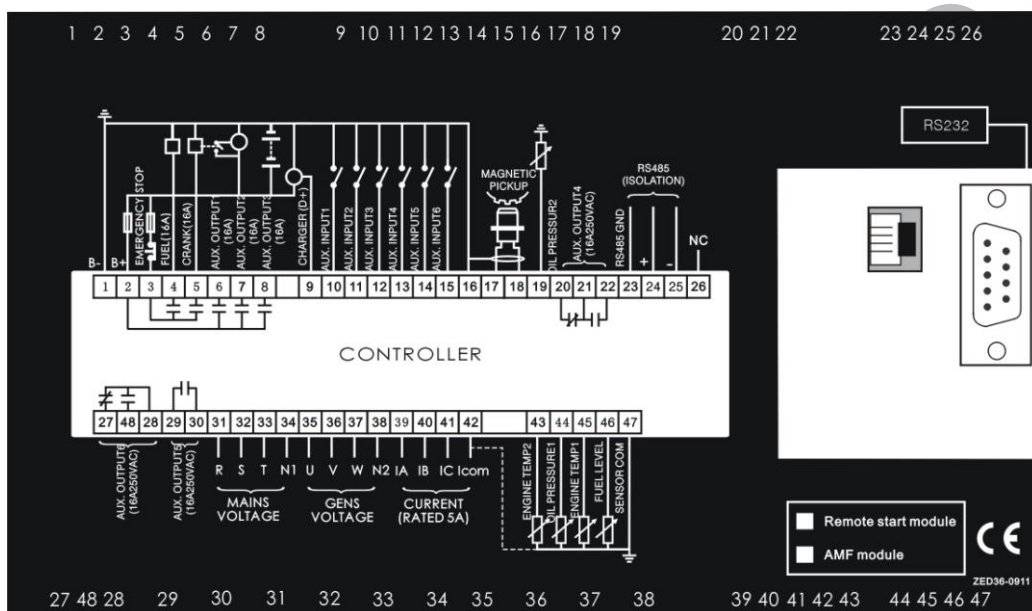 1 2 3 4 5 6 7 8 9 10 11 12 13 14 15 16 17 18 19 20 21 22 23 24 25 26
RS232
B-
B+
EMERGENCY STOP
FUEL(16A)
CRANK(16A)
AUX. OUTPUT1
(16A)
AUX. OUTPUT2
(16A)
AUX. OUTPUT3
(16A)
CHARGER (D+)
AUX. INPUT1
AUX. INPUT2
AUX. INPUT3
AUX. INPUT4
AUX. INPUT5
AUX. INPUT6
MAGNETIC
PICKUP
OIL PRESSUR2
AUX. OUTPUT4
(16A250VAC)
RS485
(ISOLATION)
RS485 GND
+
−
NC
1 2 3 4 5 6 7 8 9 10 11 12 13 14 15 16 17 18 19 20 21 22 23 24 25 26
CONTROLLER
27 48 28 29 30 31 32 33 34 35 36 37 38 39 40 41 42 43 44 45 46 47
AUX. OUTPUT6
(16A250VAC)
AUX. OUTPUT5
(16A250VAC)
R S T N1 U V W N2 IA IB IC Icom
MAINS
VOLTAGE
GENS
VOLTAGE
CURRENT
(RATED 5A)
ENGINE TEMP2
OIL PRESSURE1
ENGINE TEMP1
FUEL LEVEL
SENSOR COM
Remote start module
AMF module
CE
ZED36-0911
27 48 28 29 30 31 32 33 34 35 36 37 38 39 40 41 42 43 44 45 46 47